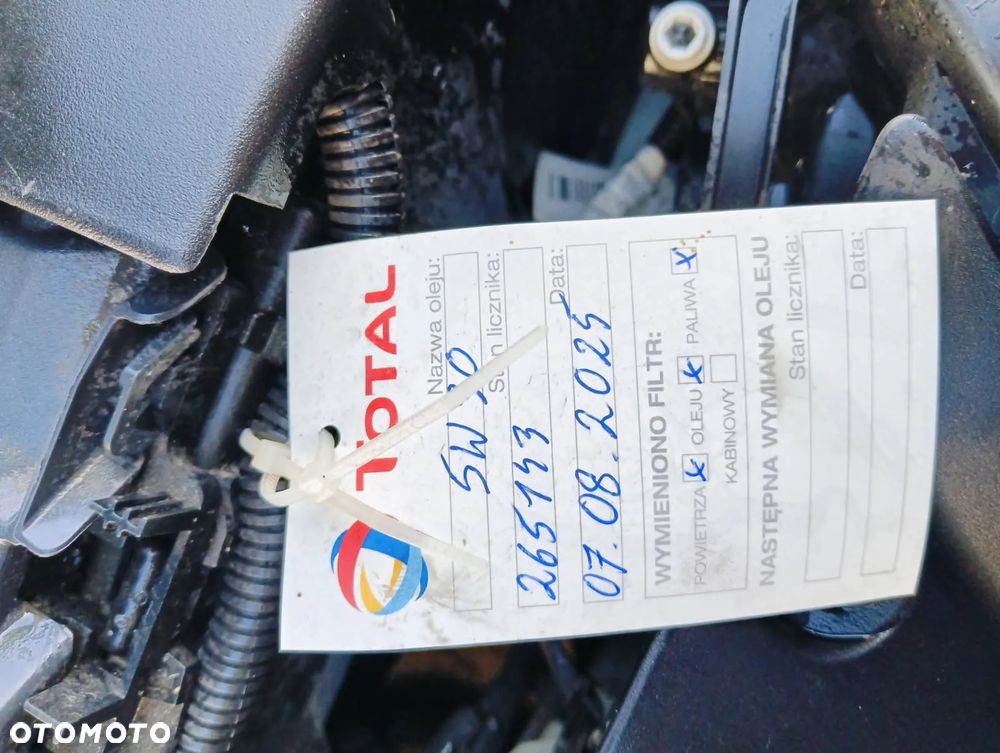 TOTAL
Nazwa oleju:
5W30
Stan licznika:
265143
Data:
07.08.2025
WYMIENIONO FILTR:
POWIETRZA x OLEJU x PALIWA x
KABINOWY
NASTĘPNA WYMIANA OLEJU
Stan licznika:
Data:
OTOMOTO